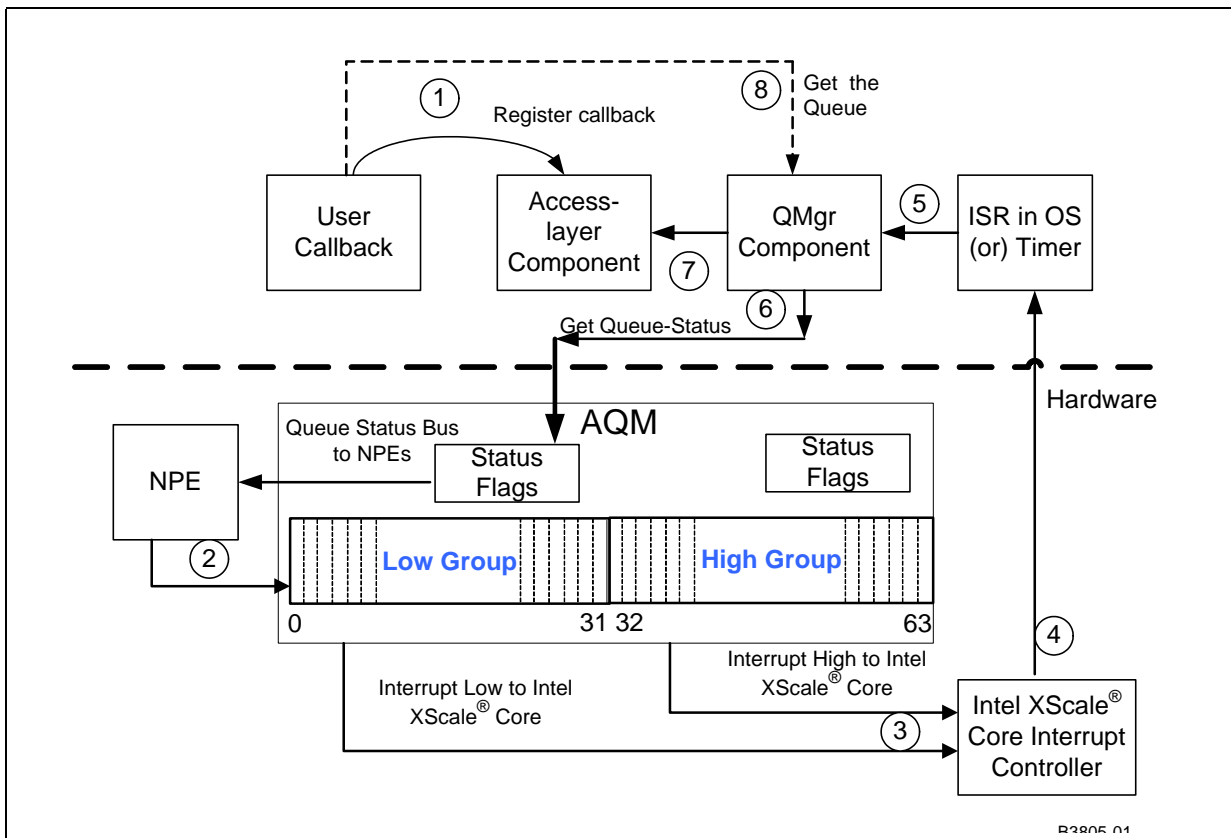 1
8
Get the
Queue
Register callback
User
Callback
Access-
layer
Component
QMgr
Component
5
ISR in OS
(or) Timer
7
6
Get Queue-Status
Hardware
AQM
Queue Status Bus
to NPEs
NPE
Status
Flags
Status
Flags
2
Low Group
High Group
0
31
32
63
4
Interrupt Low to Intel
XScale® Core
Interrupt High to Intel
XScale® Core
3
Intel XScale®
Core Interrupt
Controller
B3805-01